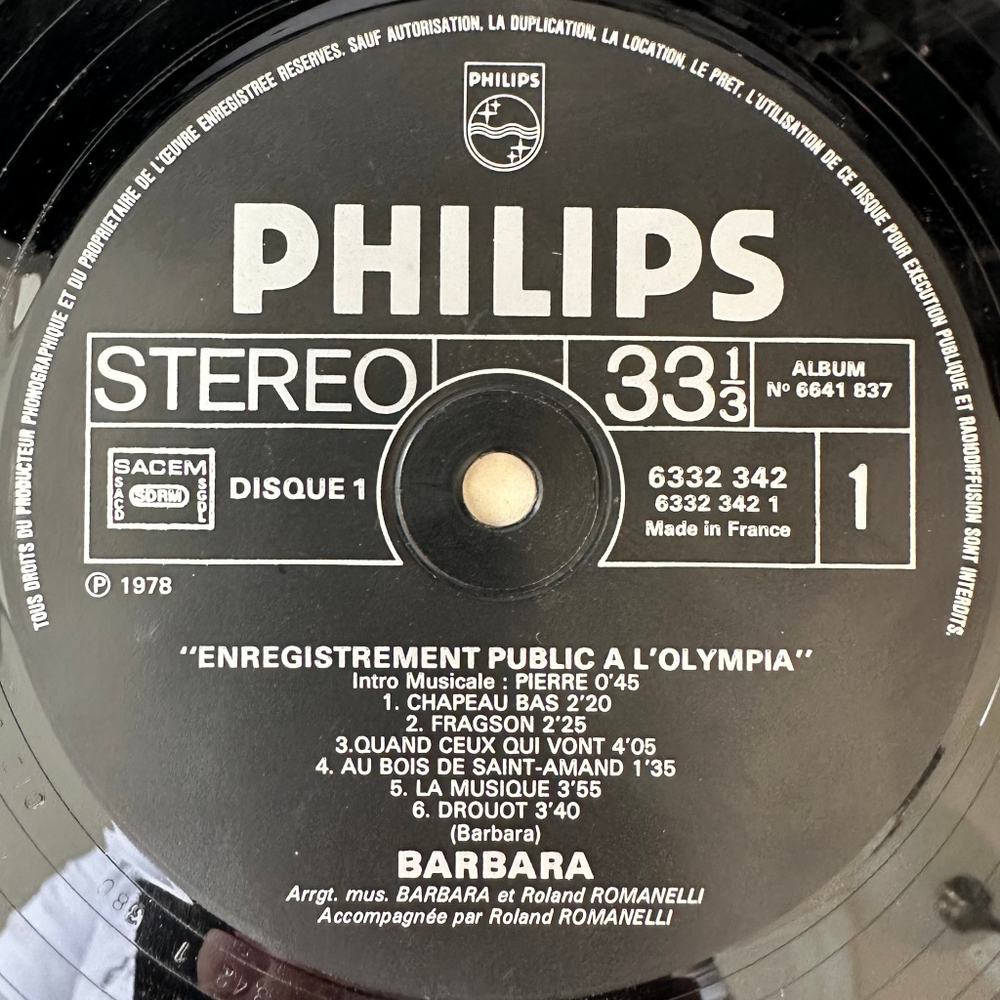 TOUS DROITS DU PRODUCTEUR PHONOGRAPHIQUE ET DU PROPRIETAIRE DE L'ŒUVRE ENREGISTREE RESERVES. SAUF AUTORISATION, LA DUPLICATION, LA LOCATION, LE PRET, L'UTILISATION DE CE DISQUE POUR EXECUTION PUBLIQUE ET RADIODIFFUSION SONT INTERDITS.
PHILIPS
PHILIPS
STEREO
33 1/3
ALBUM
Nº 6641 837
SACEM
SACD
SDRM
SGDL
DISQUE 1
6332 342
6332 342 1
Made in France
1
Ⓟ 1978
"ENREGISTREMENT PUBLIC A L'OLYMPIA"
Intro Musicale : PIERRE 0'45
1. CHAPEAU BAS 2'20
2. FRAGSON 2'25
3.QUAND CEUX QUI VONT 4'05
4. AU BOIS DE SAINT-AMAND 1'35
5. LA MUSIQUE 3'55
6. DROUOT 3'40
(Barbara)
BARBARA
Arrgt. mus. BARBARA et Roland ROMANELLI
Accompagnée par Roland ROMANELLI